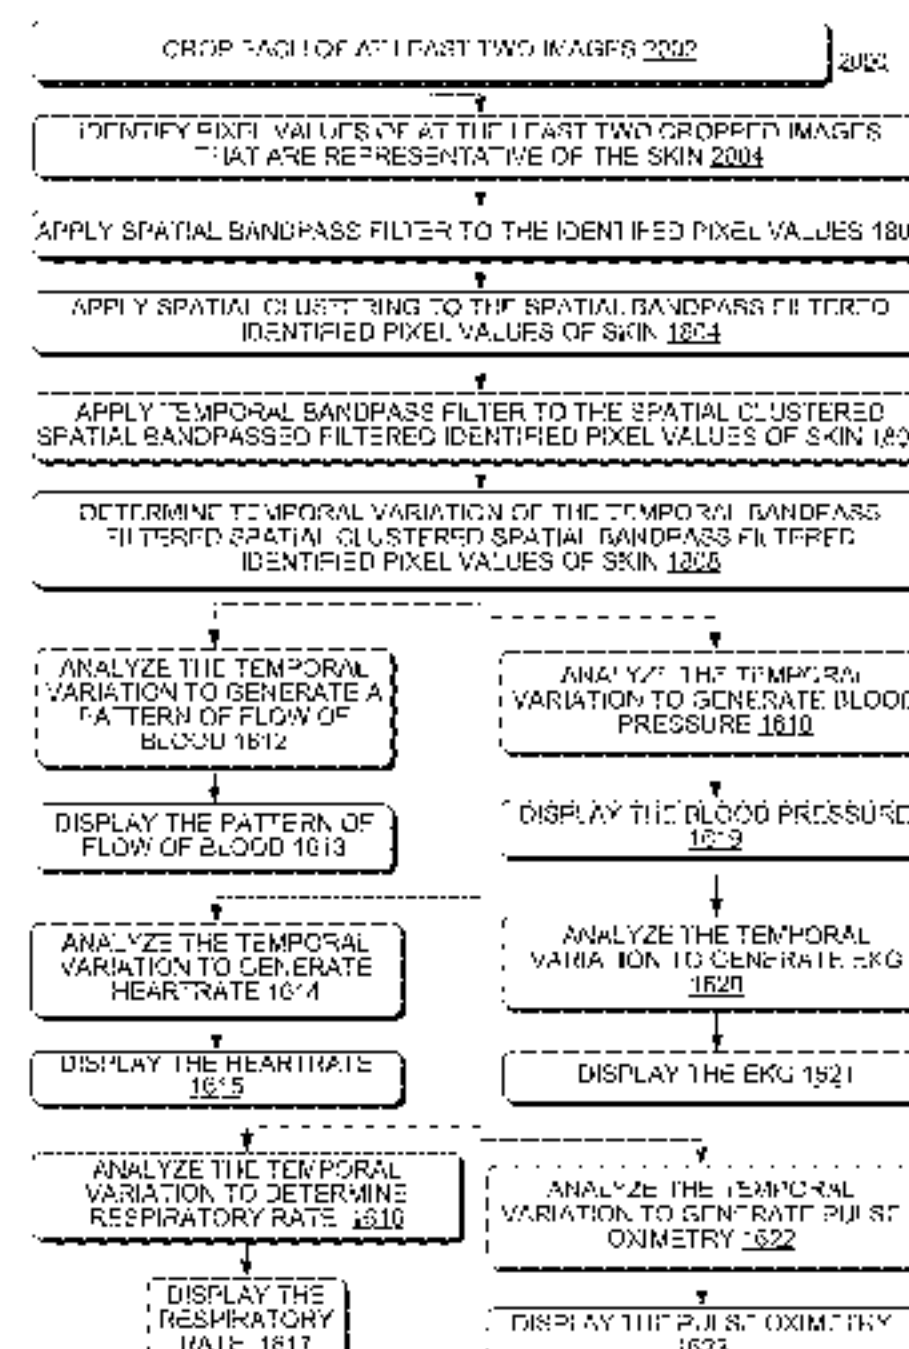 CROP EACH OF AT LEAST TWO IMAGES 2002
2000
IDENTIFY PIXEL VALUES OF AT THE LEAST TWO CROPPED IMAGES
THAT ARE REPRESENTATIVE OF THE SKIN 2004
APPLY SPATIAL BANDPASS FILTER TO THE IDENTIFED PIXEL VALUES 180
APPLY SPATIAL CLUSTERING TO THE SPATIAL BANDPASS FILTERED
IDENTIFIED PIXEL VALUES OF SKIN 1804
APPLY TEMPORAL BANDPASS FILTER TO THE SPATIAL CLUSTERED
SPATIAL BANDPASSED FILTERED IDENTIFIED PIXEL VALUES OF SKIN 180
DETERMINE TEMPORAL VARIATION OF THE TEMPORAL BANDPASS
FILTERED SPATIAL CLUSTERED SPATIAL BANDPASS FILTERED
IDENTIFIED PIXEL VALUES OF SKIN 1808
ANALYZE THE TEMPORAL
VARIATION TO GENERATE A
PATTERN OF FLOW OF
BLOOD 1612
DISPLAY THE PATTERN OF
FLOW OF BLOOD 1613
ANALYZE THE TEMPORAL
VARIATION TO GENERATE
HEARTRATE 1614
DISPLAY THE HEARTRATE
1615
ANALYZE THE TEMPORAL
VARIATION TO DETERMINE
RESPIRATORY RATE 1616
DISPLAY THE
RESPIRATORY
RATE 1617
ANALYZE THE TEMPORAL
VARIATION TO GENERATE BLOOD
PRESSURE 1618
DISPLAY THE BLOOD PRESSURE
1619
ANALYZE THE TEMPORAL
VARIATION TO GENERATE EKG
1620
DISPLAY THE EKG 1621
ANALYZE THE TEMPORAL
VARIATION TO GENERATE PULSE
OXIMETRY 1622
DISPLAY THE PULSE OXIMETRY
1623